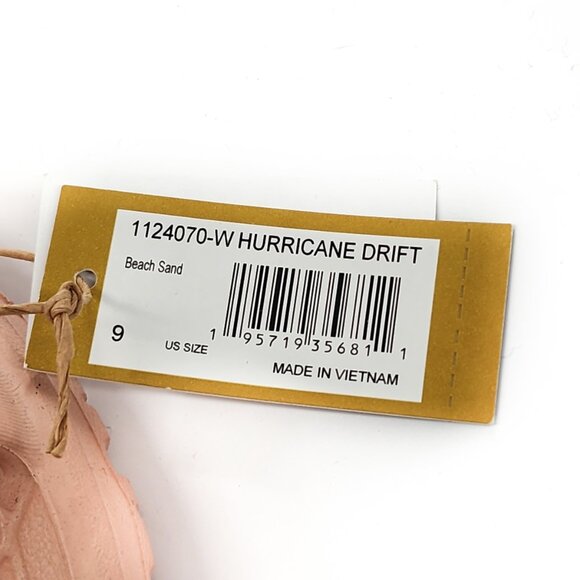 1124070-W HURRICANE DRIFT
Beach Sand
1 95719 35681 1
9 US SIZE
MADE IN VIETNAM